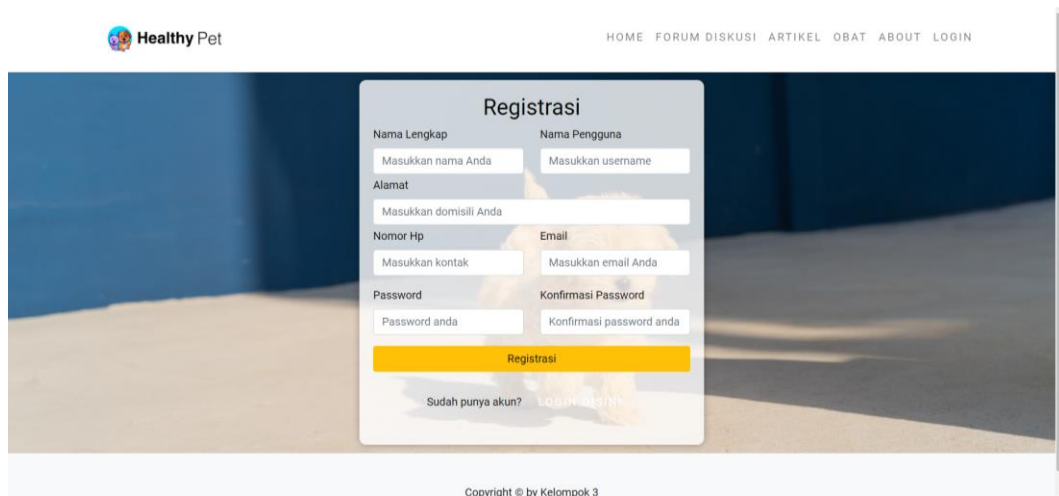 Healthy Pet
HOME FORUM DISKUSI ARTIKEL OBAT ABOUT LOGIN
Registrasi
Nama Lengkap Nama Pengguna
Masukkan nama Anda Masukkan username
Alamat
Masukkan domisili Anda
Nomor Hp Email
Masukkan kontak Masukkan email Anda
Password Konfirmasi Password
Password anda Konfirmasi password anda
Registrasi
Sudah punya akun? LOGIN DISINI
Copyright © by Kelompok 3